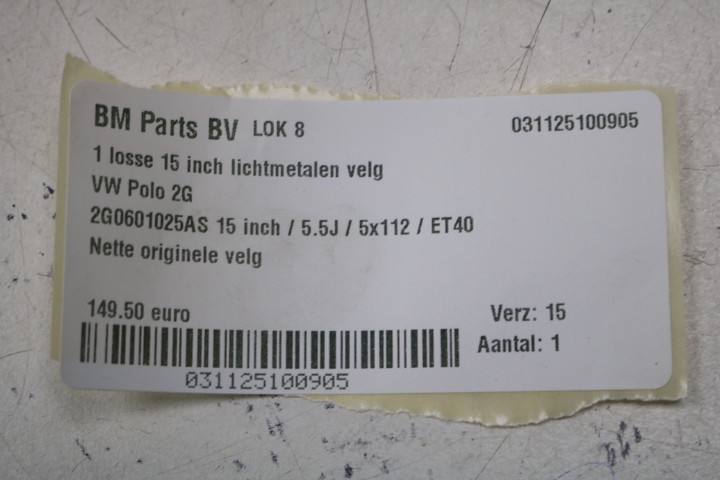 BM Parts BV LOK 8 031125100905
1 losse 15 inch lichtmetalen velg
VW Polo 2G
2G0601025AS 15 inch / 5.5J / 5x112 / ET40
Nette originele velg
149.50 euro Verz: 15
Aantal: 1
031125100905